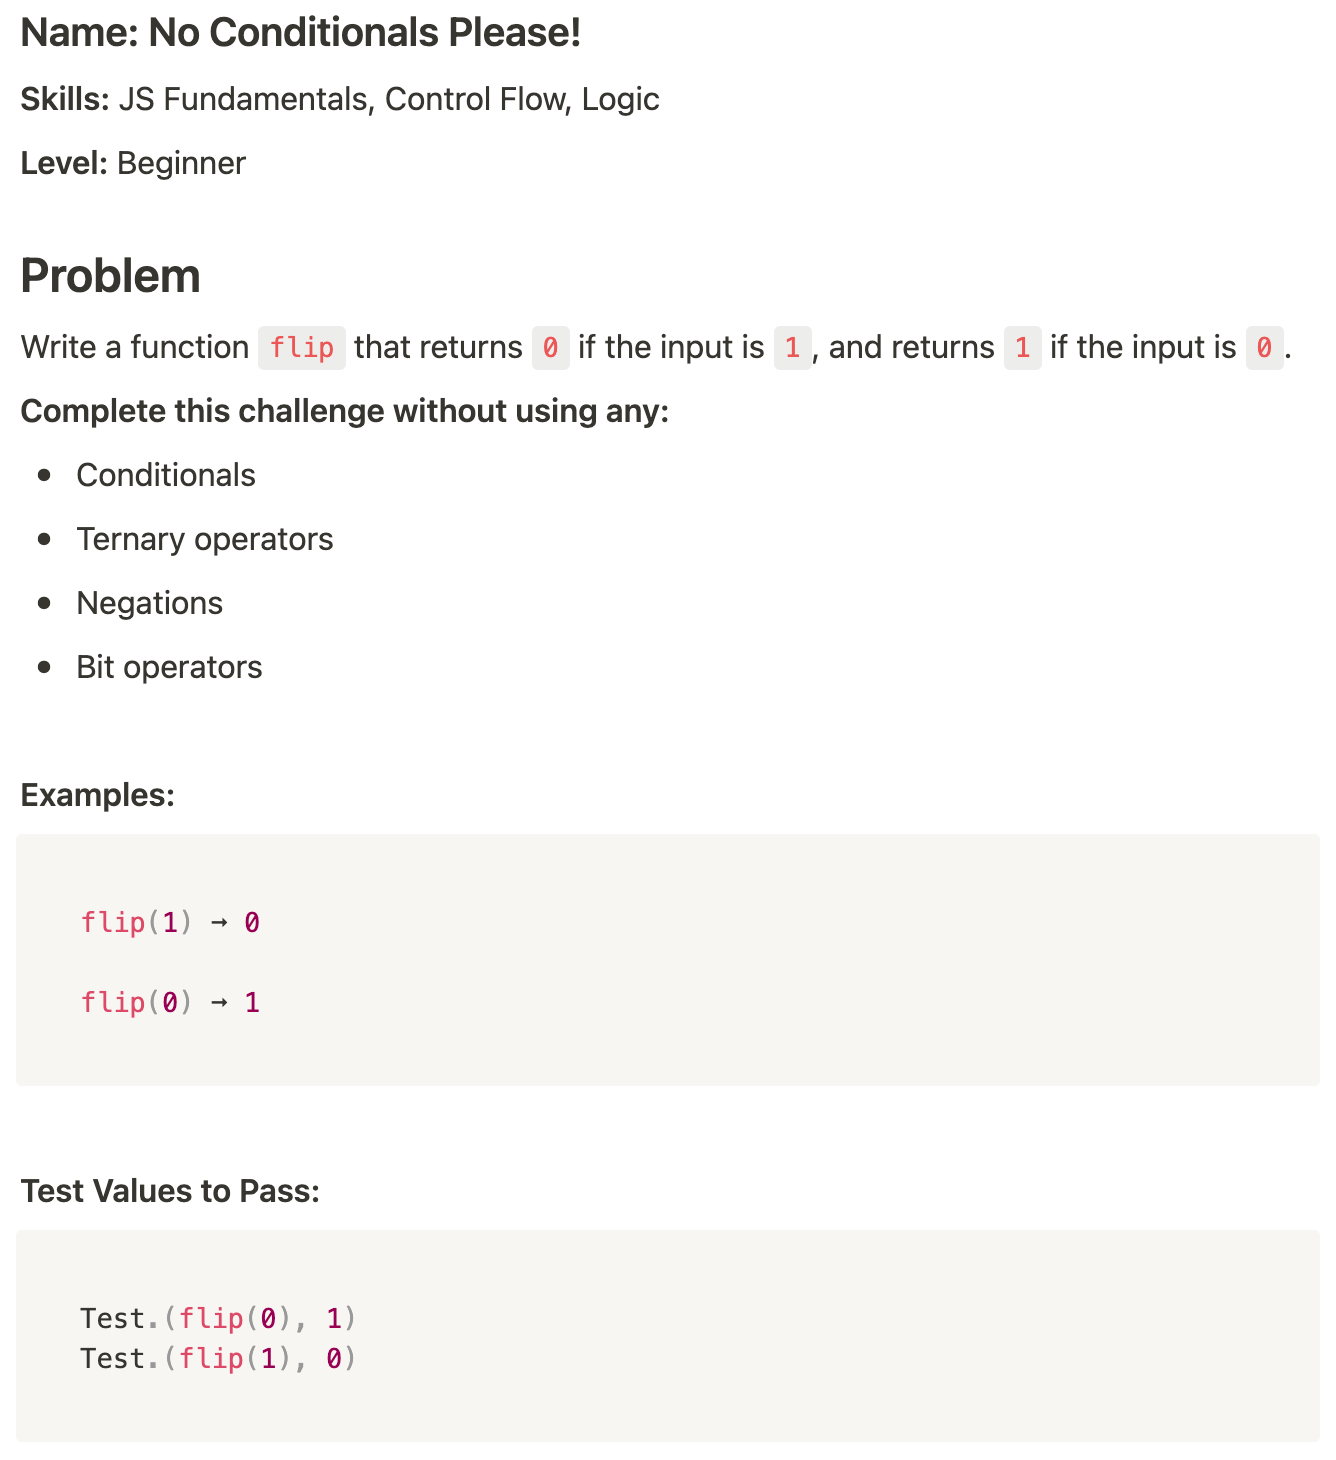 Name: No Conditionals Please!
Skills: JS Fundamentals, Control Flow, Logic
Level: Beginner
Problem
Write a function flip that returns 0 if the input is 1, and returns 1 if the input is 0.
Complete this challenge without using any:
• Conditionals
• Ternary operators
• Negations
• Bit operators
Examples:
flip(1) → 0
flip(0) → 1
Test Values to Pass:
Test.(flip(0), 1)
Test.(flip(1), 0)